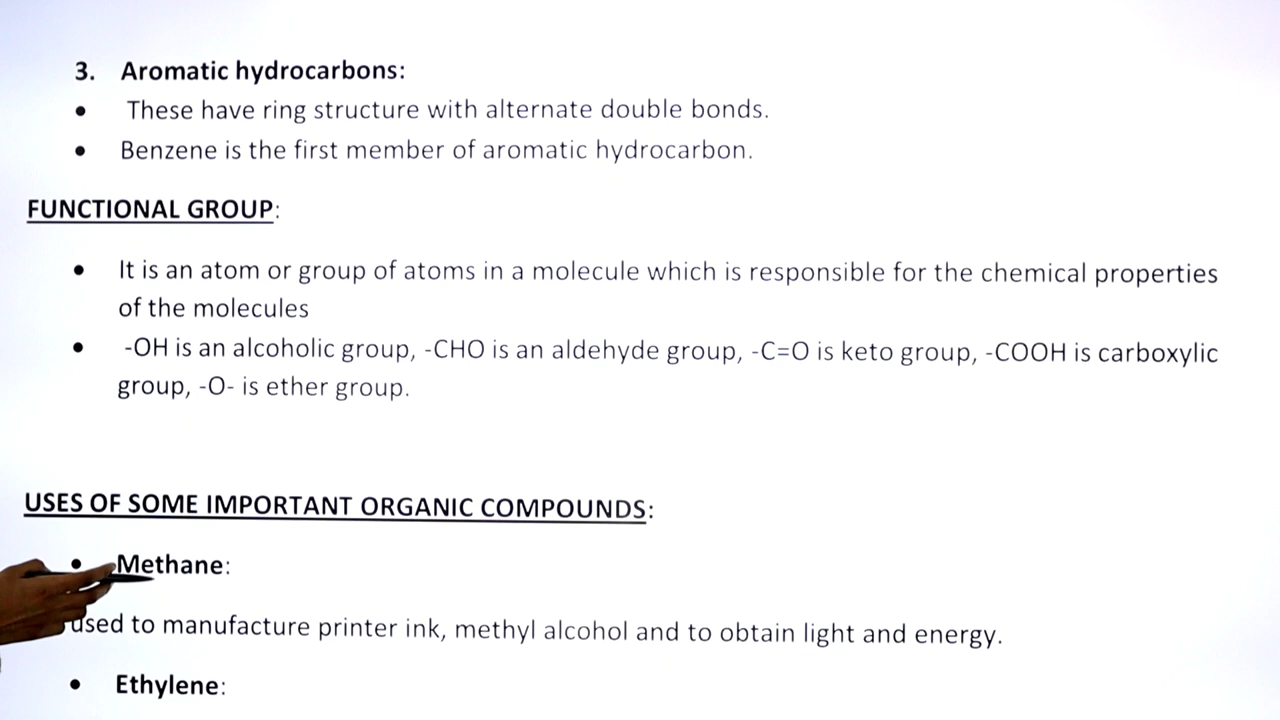 3. Aromatic hydrocarbons:
• These have ring structure with alternate double bonds.
• Benzene is the first member of aromatic hydrocarbon.
FUNCTIONAL GROUP:
• It is an atom or group of atoms in a molecule which is responsible for the chemical properties
of the molecules
• -OH is an alcoholic group, -CHO is an aldehyde group, -C=O is keto group, -COOH is carboxylic
group, -O- is ether group.
USES OF SOME IMPORTANT ORGANIC COMPOUNDS:
• Methane:
used to manufacture printer ink, methyl alcohol and to obtain light and energy.
• Ethylene: